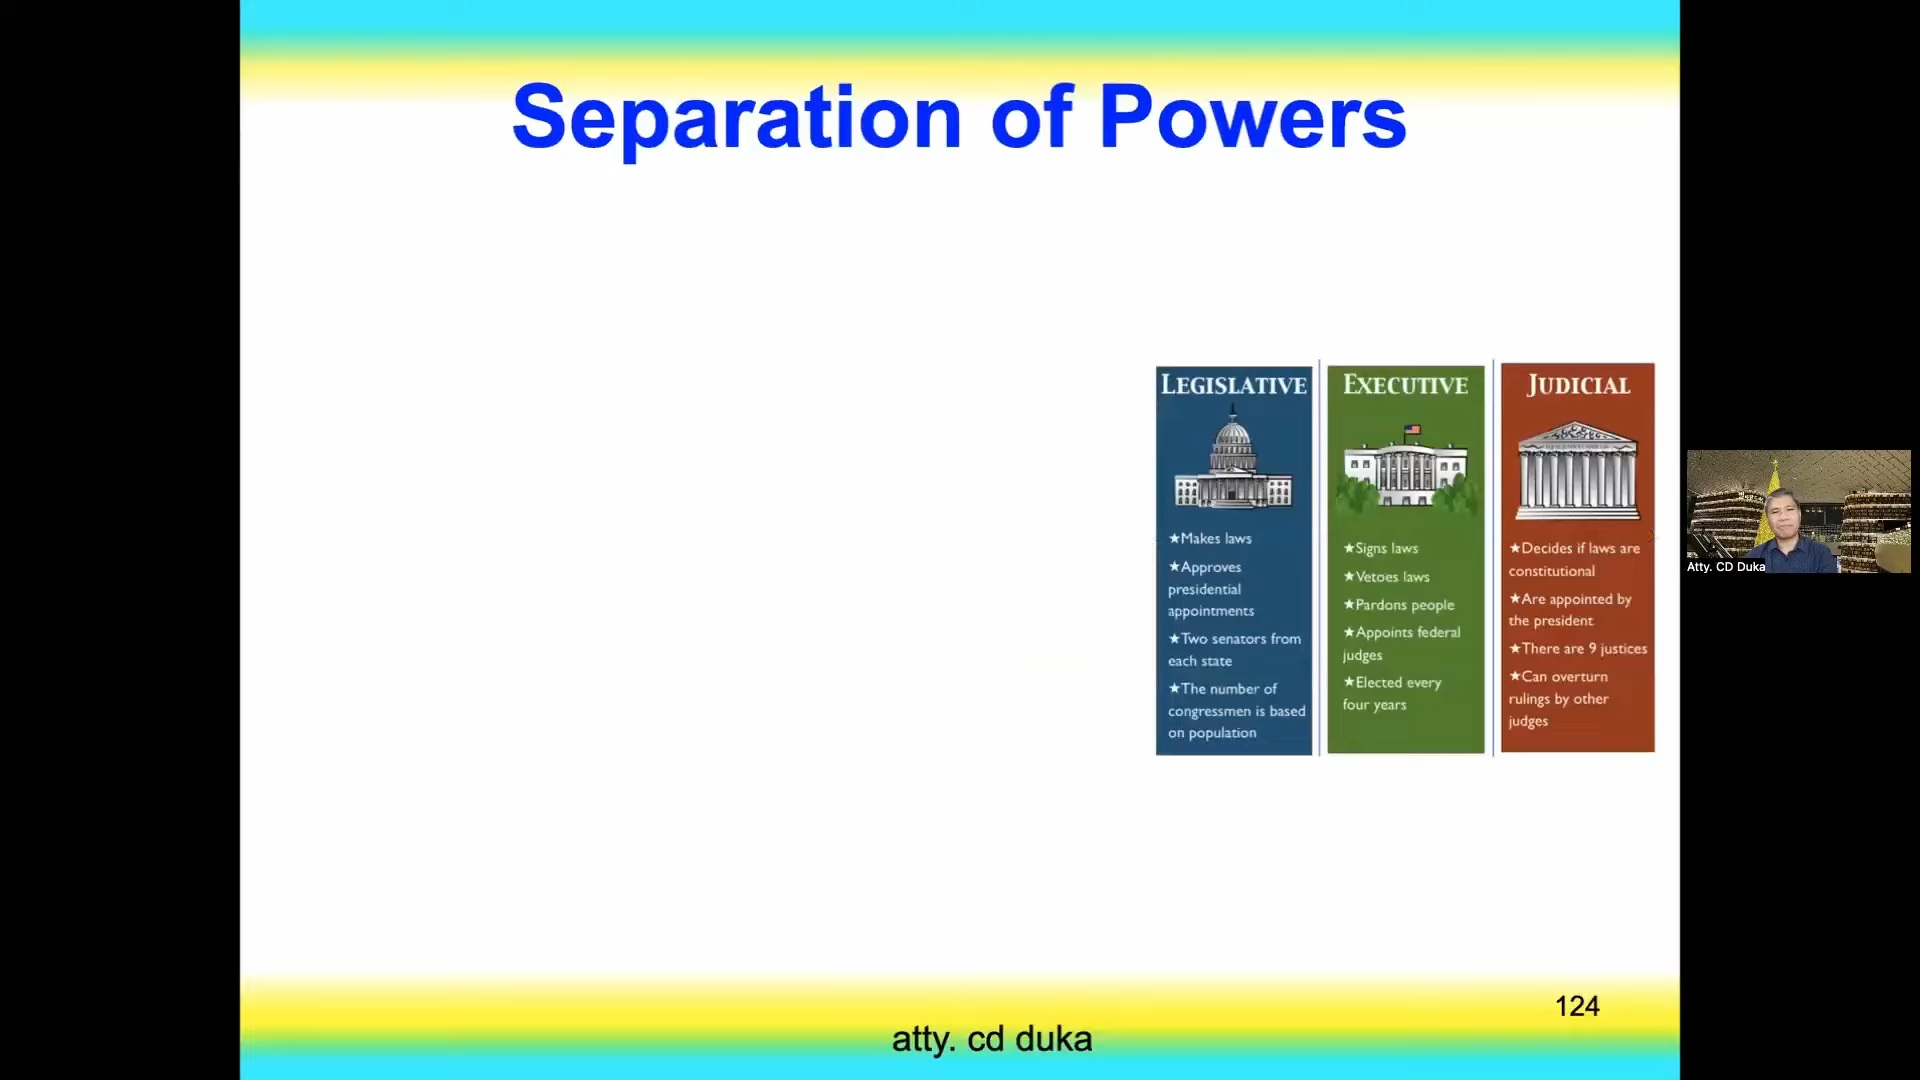 Separation of Powers
LEGISLATIVE
★Makes laws
★Approves
presidential
appointments
★Two senators from
each state
★The number of
congressmen is based
on population
EXECUTIVE
★Signs laws
★Vetoes laws
★Pardons people
★Appoints federal
judges
★Elected every
four years
JUDICIAL
★Decides if laws are
constitutional
★Are appointed by
the president
★There are 9 justices
★Can overturn
rulings by other
judges
Atty. CD Duka
124
atty. cd duka